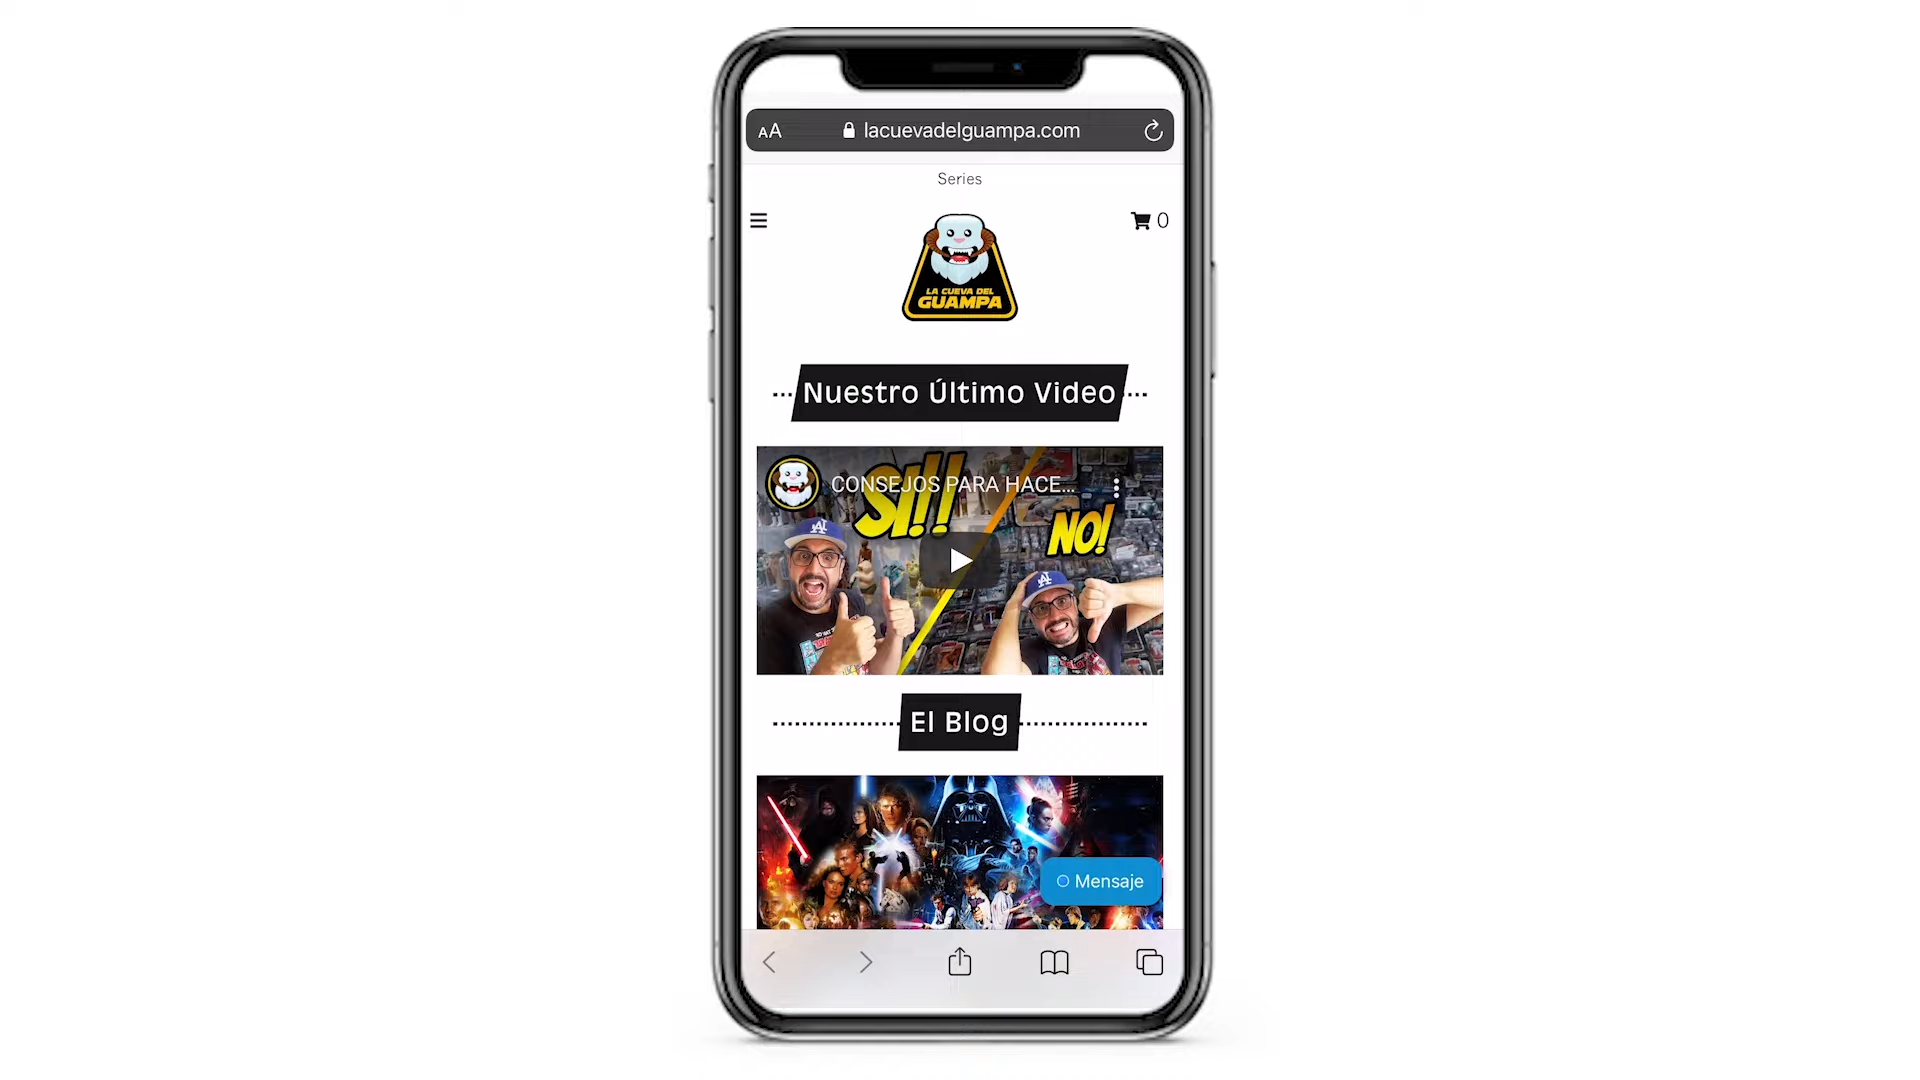 AA lacuevadelguampa.com
Series
0
LA CUEVA DEL
GUAMPA
Nuestro Último Video
CONSEJOS PARA HACE...
SI!!
NO!
El Blog
Mensaje